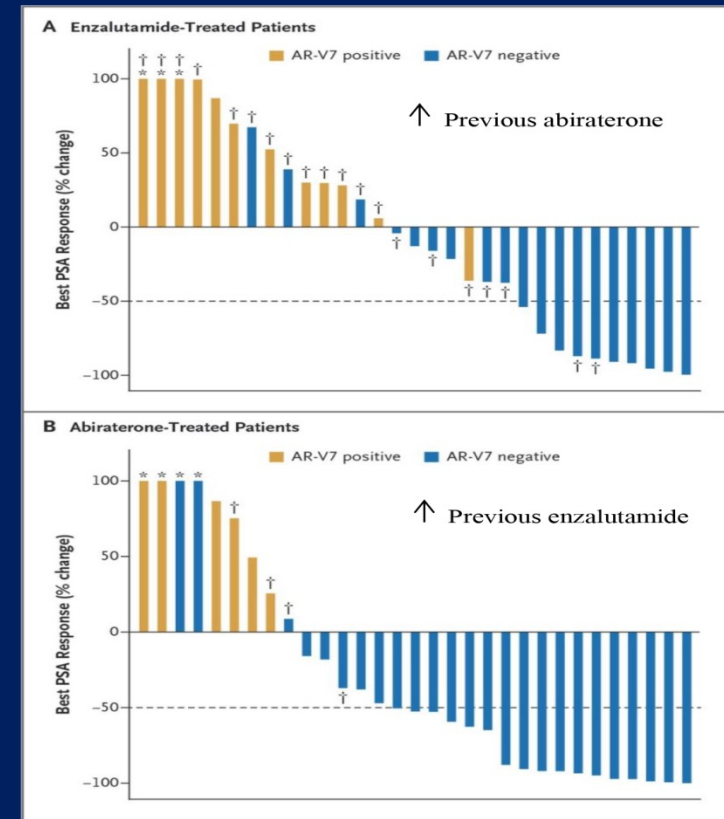 A Enzalutamide-Treated Patients
AR-V7 positive AR-V7 negative
† † †
* * * †
100
† †
↑ Previous abiraterone
†
50
†
† † †
†
†
0
†
†
† † †
-50
† †
-100
Best PSA Response (% change)
B Abiraterone-Treated Patients
AR-V7 positive AR-V7 negative
* * * *
100
†
↑ Previous enzalutamide
50
†
†
0
†
-50
-100
Best PSA Response (% change)